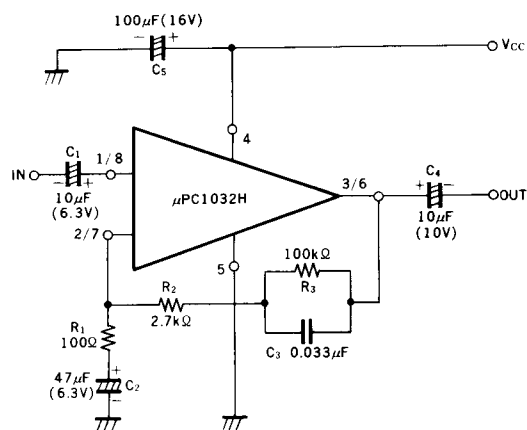 100μF(16V)
− +
C5
VCC
4
C1
1/8
IN
− +
10μF
(6.3V)
μPC1032H
3/6
C4
+ −
OUT
10μF
(10V)
2/7
5
100kΩ
R3
R2
2.7kΩ
C3 0.033μF
R1
100Ω
47μF
(6.3V)
+
C2
−